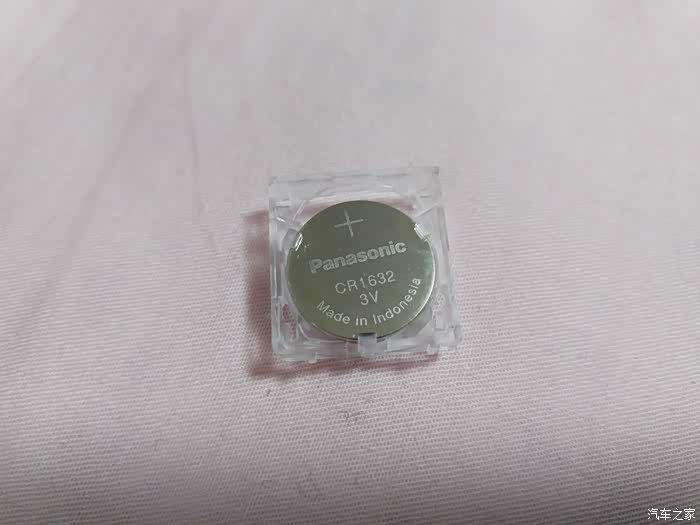 +
Panasonic
CR1632
3V
Made in Indonesia
汽车之家